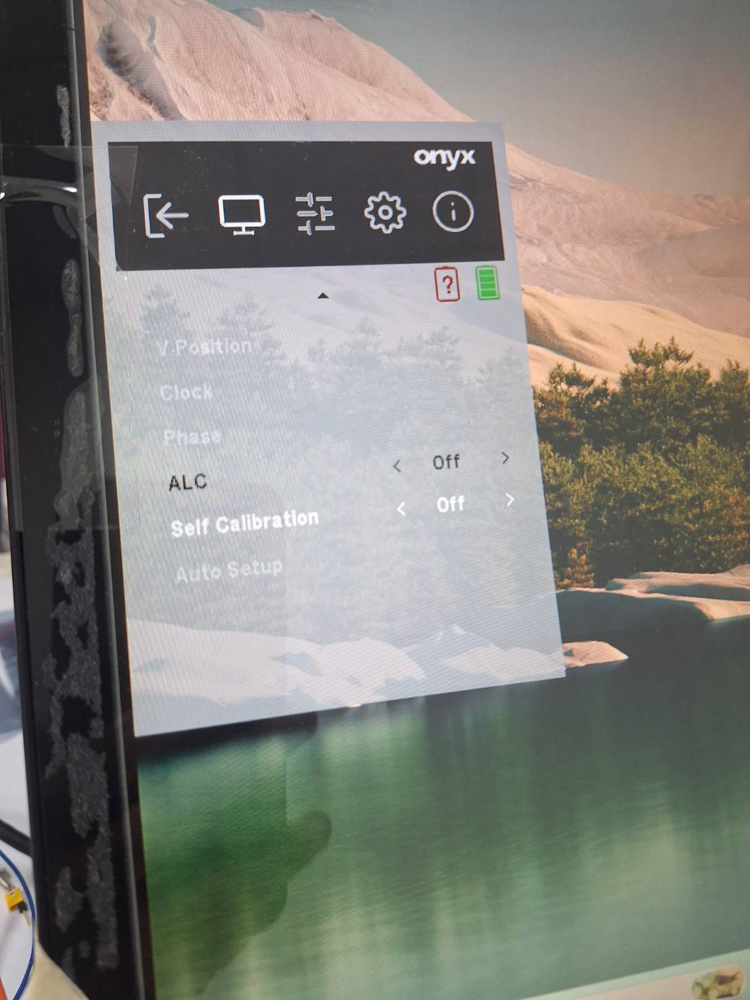 onyx
?
V.Position
Clock
Phase
ALC < Off >
Self Calibration < Off >
Auto Setup